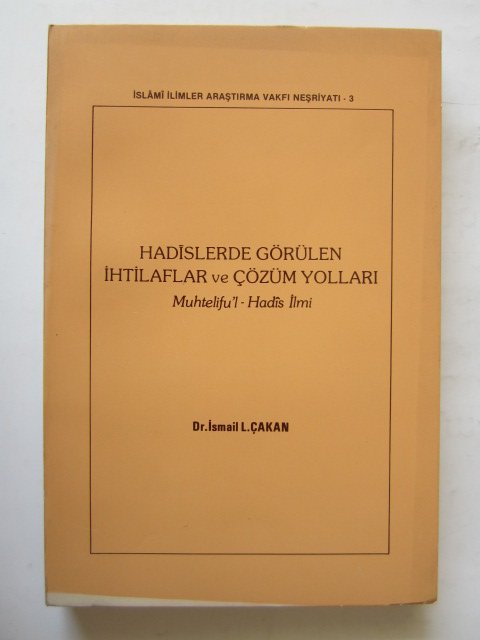 İSLÂMÎ İLİMLER ARAŞTIRMA VAKFI NEŞRİYATI - 3
HADÎSLERDE GÖRÜLEN
İHTİLAFLAR ve ÇÖZÜM YOLLARI
Muhtelifu'l - Hadîs İlmi
Dr. İsmail L. ÇAKAN